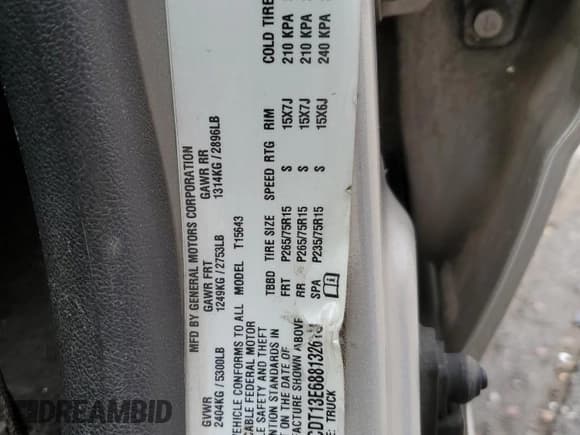 MFD BY GENERAL MOTORS CORPORATION
GVWR GAWR FRT GAWR RR
2404KG / 5300LB 1249KG / 2753LB 1314KG / 2896LB
VEHICLE CONFORMS TO ALL MODEL T15643
CABLE FEDERAL MOTOR
LE SAFETY AND THEFT
ENTION STANDARDS IN
T ON THE DATE OF
FACTURE SHOWN ABOVE
TBBD TIRE SIZE SPEED RTG RIM COLD TIRE
FRT P265/75R15 S 15X7J 210 KPA
RR P265/75R15 S 15X7J 210 KPA
SPA P235/75R15 S 15X6J 240 KPA
CDT13E688132613
E: TRUCK